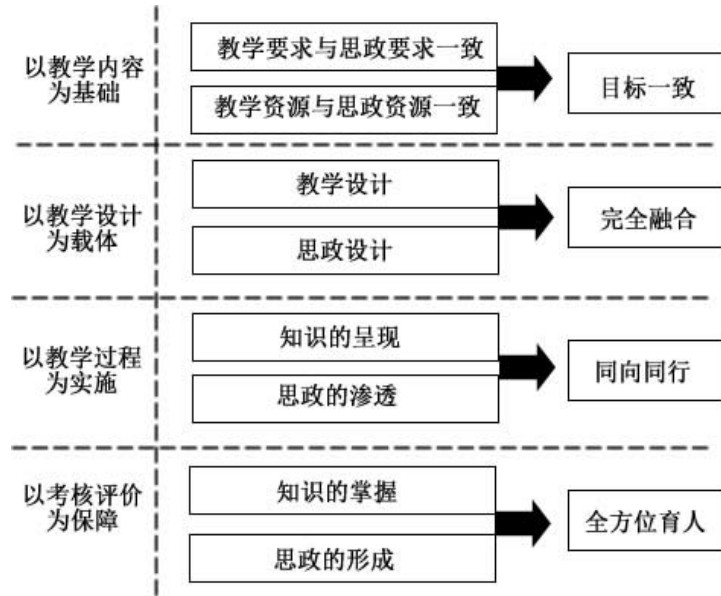 以教学内容
为基础
教学要求与思政要求一致
教学资源与思政资源一致
目标一致
以教学设计
为载体
教学设计
思政设计
完全融合
以教学过程
为实施
知识的呈现
思政的渗透
同向同行
以考核评价
为保障
知识的掌握
思政的形成
全方位育人